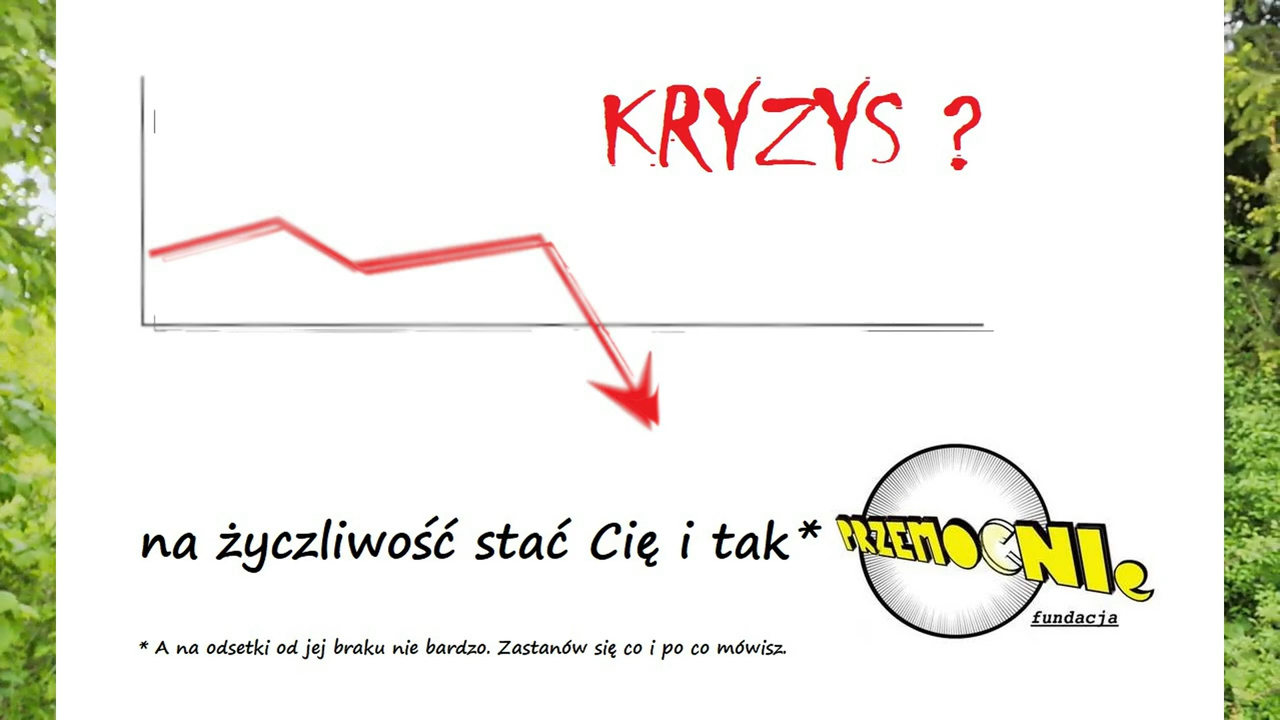 KRYZYS ?
na życzliwość stać Cię i tak*
PRZEMOCNI.
fundacja
* A na odsetki od jej braku nie bardzo. Zastanów się co i po co mówisz.